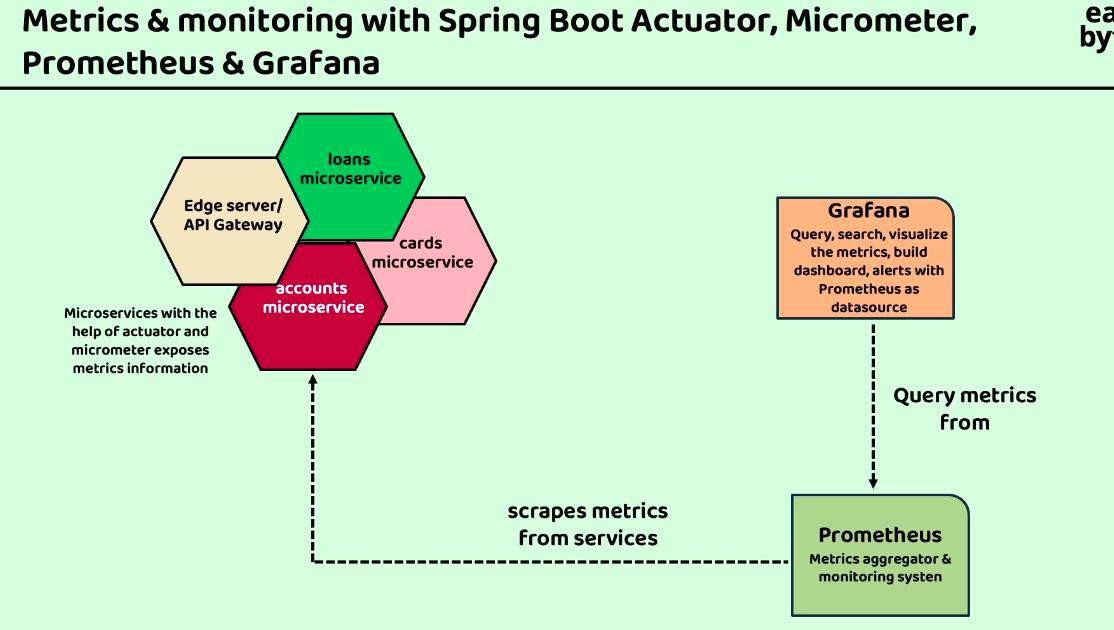 Metrics & monitoring with Spring Boot Actuator, Micrometer,
Prometheus & Grafana
loans
microservice
Edge server/
API Gateway
cards
microservice
accounts
microservice
Microservices with the
help of actuator and
micrometer exposes
metrics information
Grafana
Query, search, visualize
the metrics, build
dashboard, alerts with
Prometheus as
datasource
Query metrics
from
scrapes metrics
from services
Prometheus
Metrics aggregator &
monitoring systen